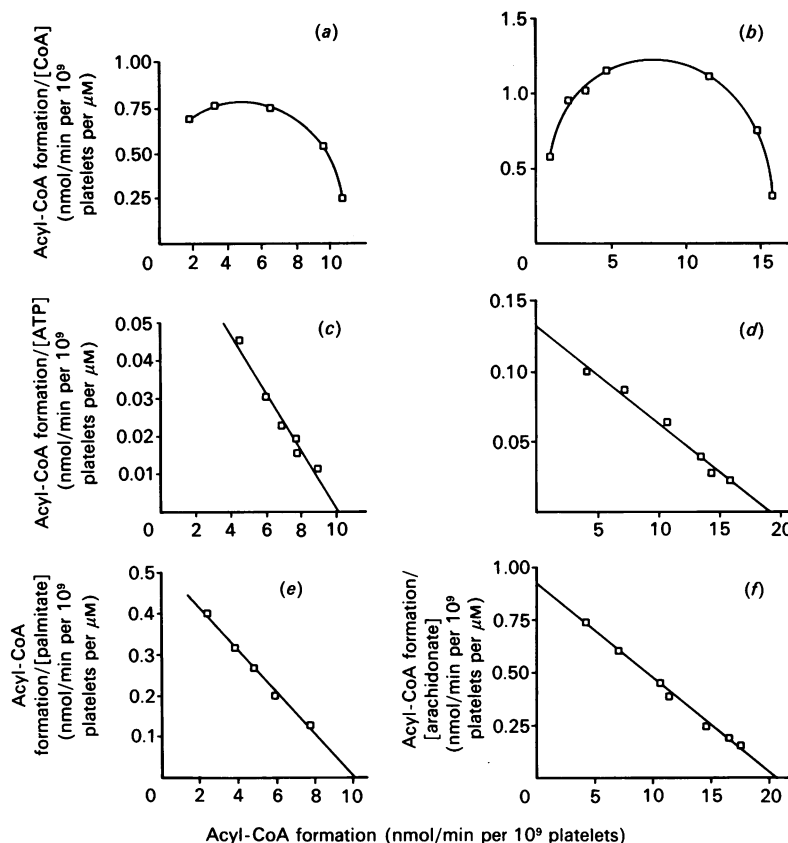 (a)
Acyl-CoA formation/[CoA]
(nmol/min per 10⁹
platelets per µM)
1.00
0.75
0.50
0.25
0
2 4 6 8 10
(b)
1.5
1.0
0.5
0
5 10 15
(c)
Acyl-CoA formation/[ATP]
(nmol/min per 10⁹
platelets per µM)
0.05
0.04
0.03
0.02
0.01
0
2 4 6 8 10
(d)
0.15
0.10
0.05
0
5 10 15 20
(e)
Acyl-CoA
formation/[palmitate]
(nmol/min per 10⁹
platelets per µM)
0.5
0.4
0.3
0.2
0.1
0
2 4 6 8 10
(f)
Acyl-CoA formation/
[arachidonate]
(nmol/min per 10⁹
platelets per µM)
1.00
0.75
0.50
0.25
0
5 10 15 20
Acyl-CoA formation (nmol/min per 10⁹ platelets)